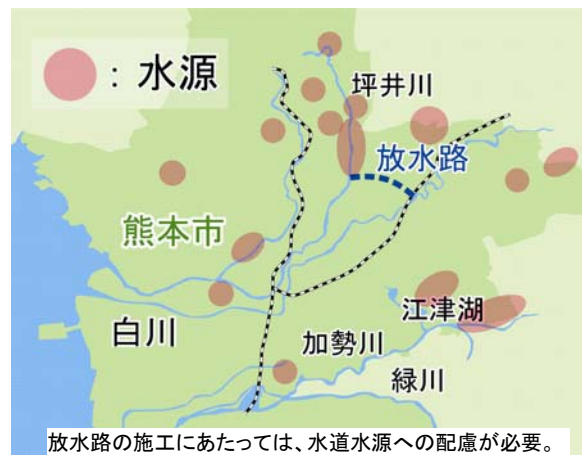 ：水源
坪井川
放水路
熊本市
江津湖
白川
加勢川
緑川
放水路の施工にあたっては、水道水源への配慮が必要。